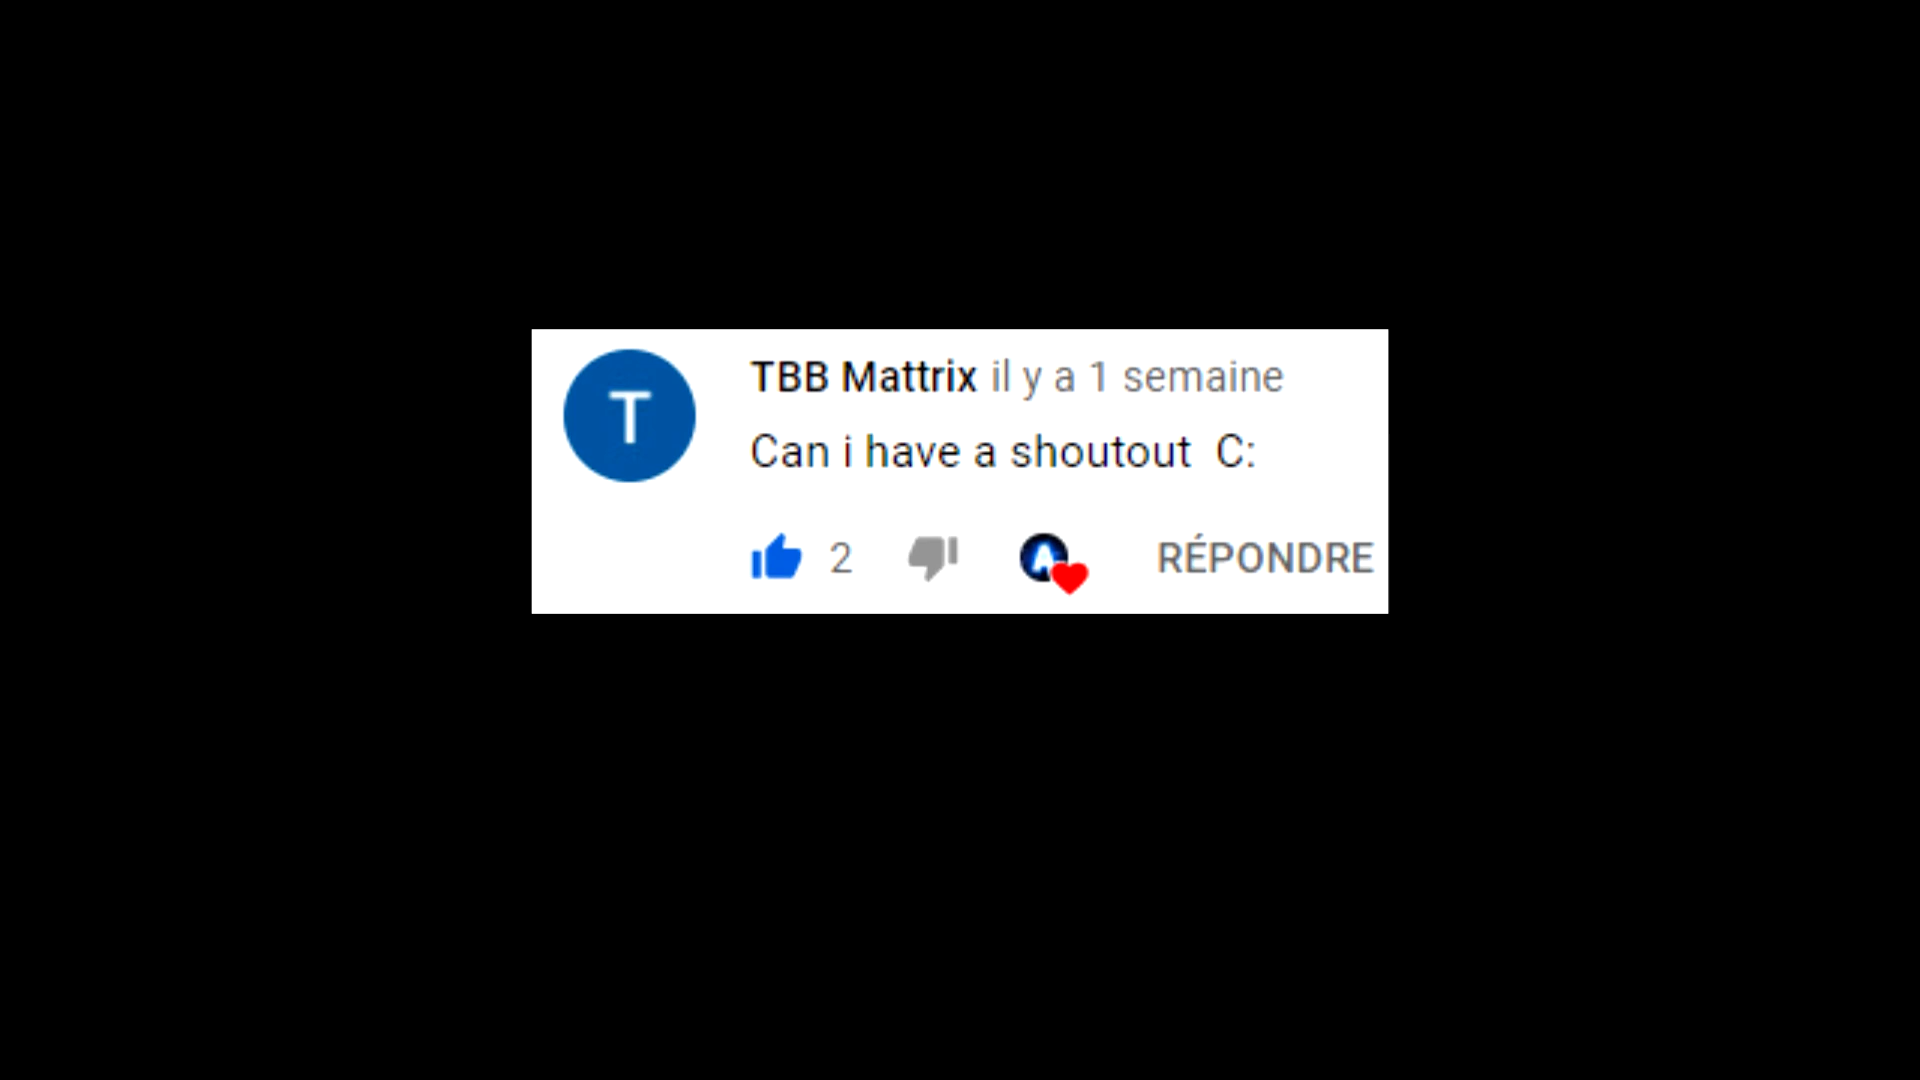 T
TBB Mattrix il y a 1 semaine
Can i have a shoutout  C:
2
A
RÉPONDRE